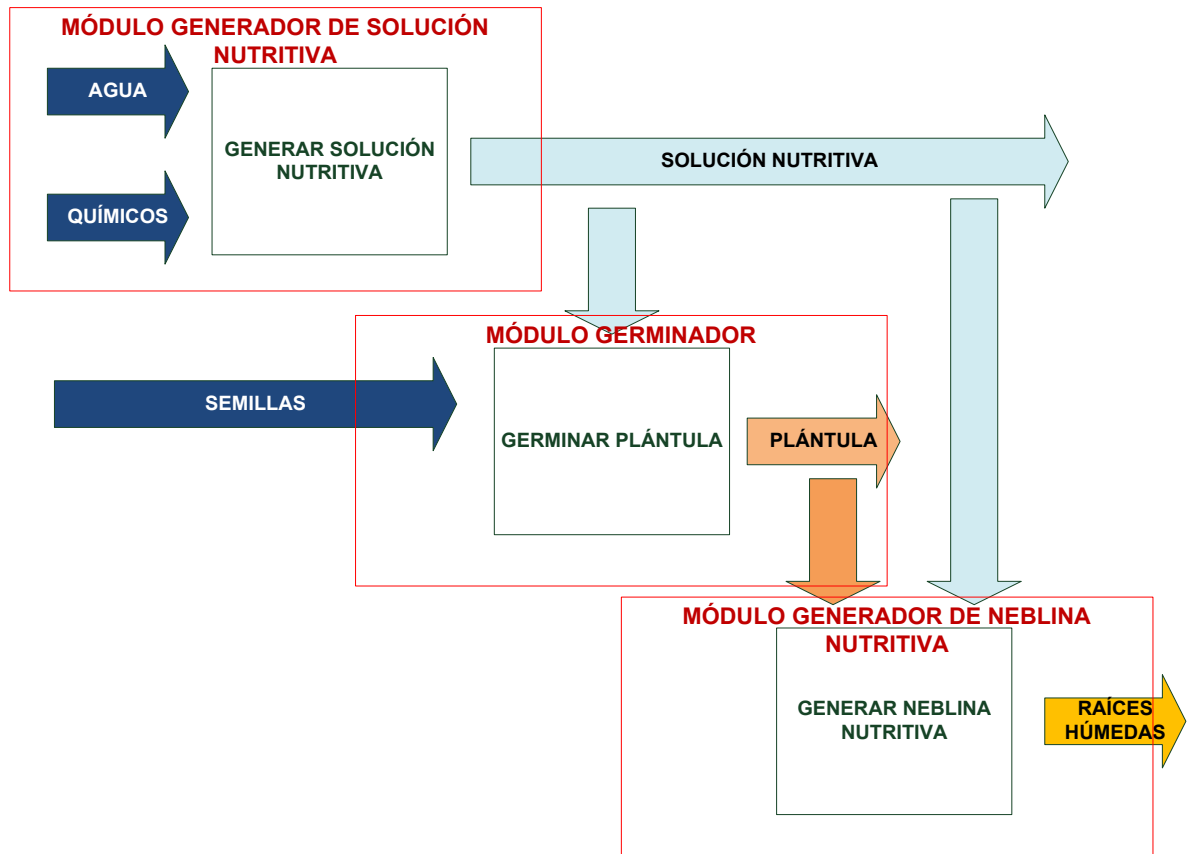 MÓDULO GENERADOR DE SOLUCIÓN
NUTRITIVA
AGUA
GENERAR SOLUCIÓN
NUTRITIVA
SOLUCIÓN NUTRITIVA
QUÍMICOS
MÓDULO GERMINADOR
SEMILLAS
GERMINAR PLÁNTULA
PLÁNTULA
MÓDULO GENERADOR DE NEBLINA
NUTRITIVA
GENERAR NEBLINA
NUTRITIVA
RAÍCES
HÚMEDAS